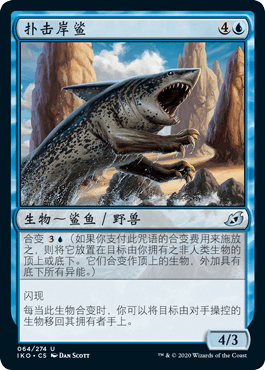 扑击岸鲨 4
生物～鲨鱼／野兽
合变 3（如果你支付此咒语的合变费用来施放之，则将它放置在目标由你拥有之非人类生物的顶上或底下。它们合变作顶上的生物，外加具有底下所有异能。）
闪现
每当此生物合变时，你可以将目标由对手操控的生物移回其拥有者手上。
4/3
064/274 U
IKO • CS DAN SCOTT
™ & © 2020 Wizards of the Coast